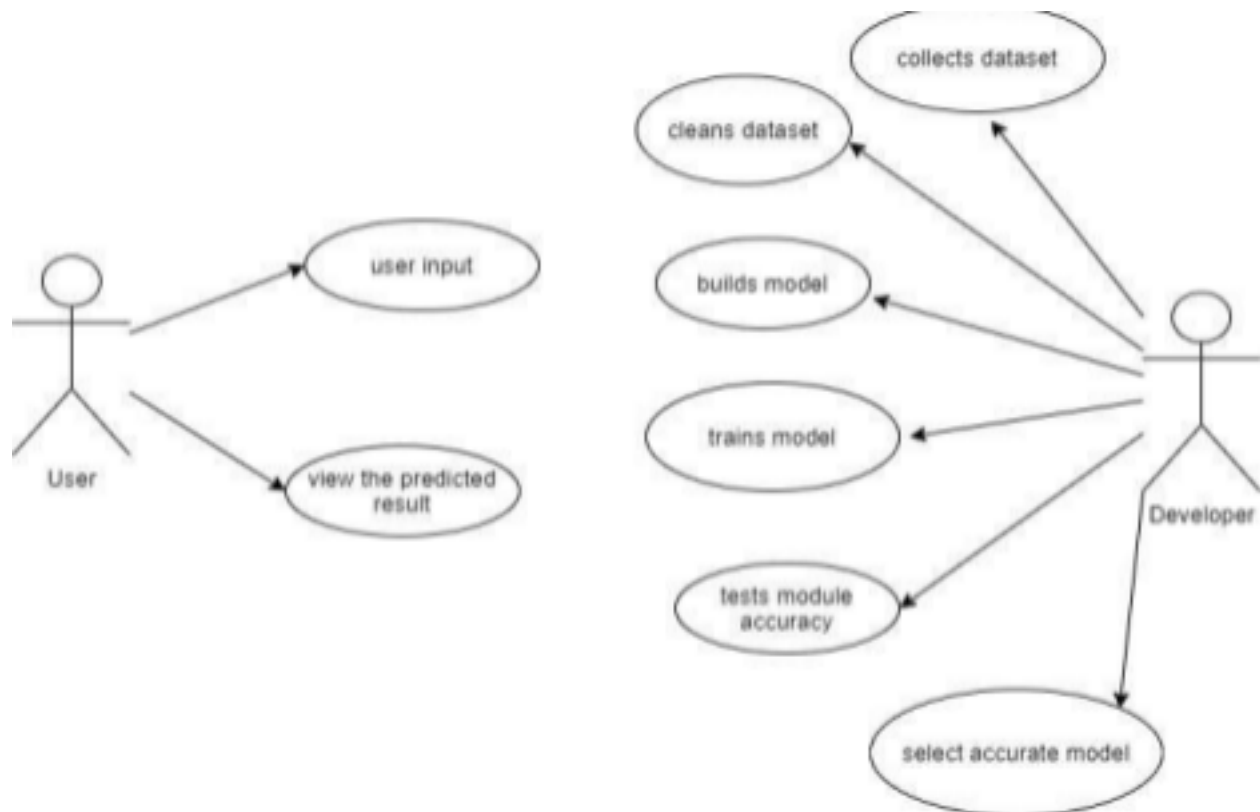 collects dataset
cleans dataset
user input
builds model
trains model
User
view the predicted
result
Developer
tests module
accuracy
select accurate model